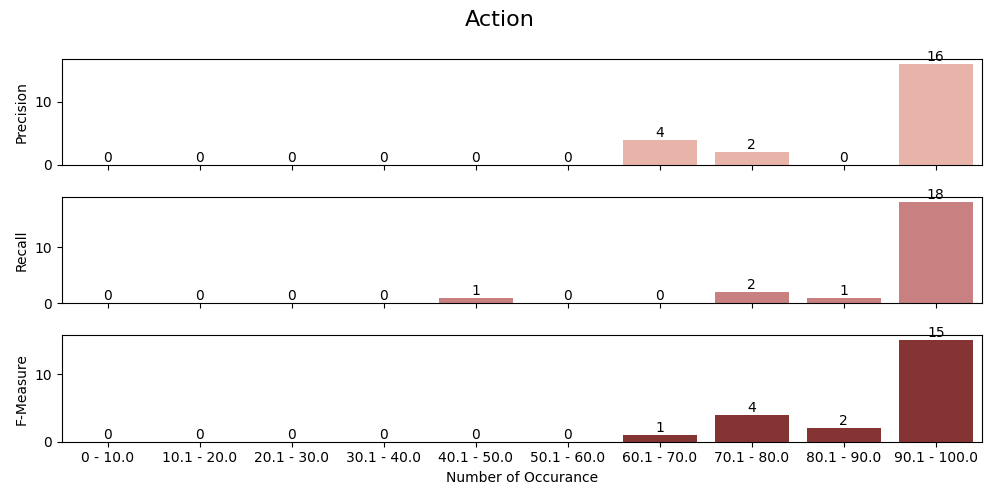 Action
Precision
10
0
0 0 0 0 0 0 4 2 0 16
Recall
10
0
0 0 0 0 1 0 0 2 1 18
F-Measure
10
0
0 0 0 0 0 0 1 4 2 15
0 - 10.0 10.1 - 20.0 20.1 - 30.0 30.1 - 40.0 40.1 - 50.0 50.1 - 60.0 60.1 - 70.0 70.1 - 80.0 80.1 - 90.0 90.1 - 100.0
Number of Occurance